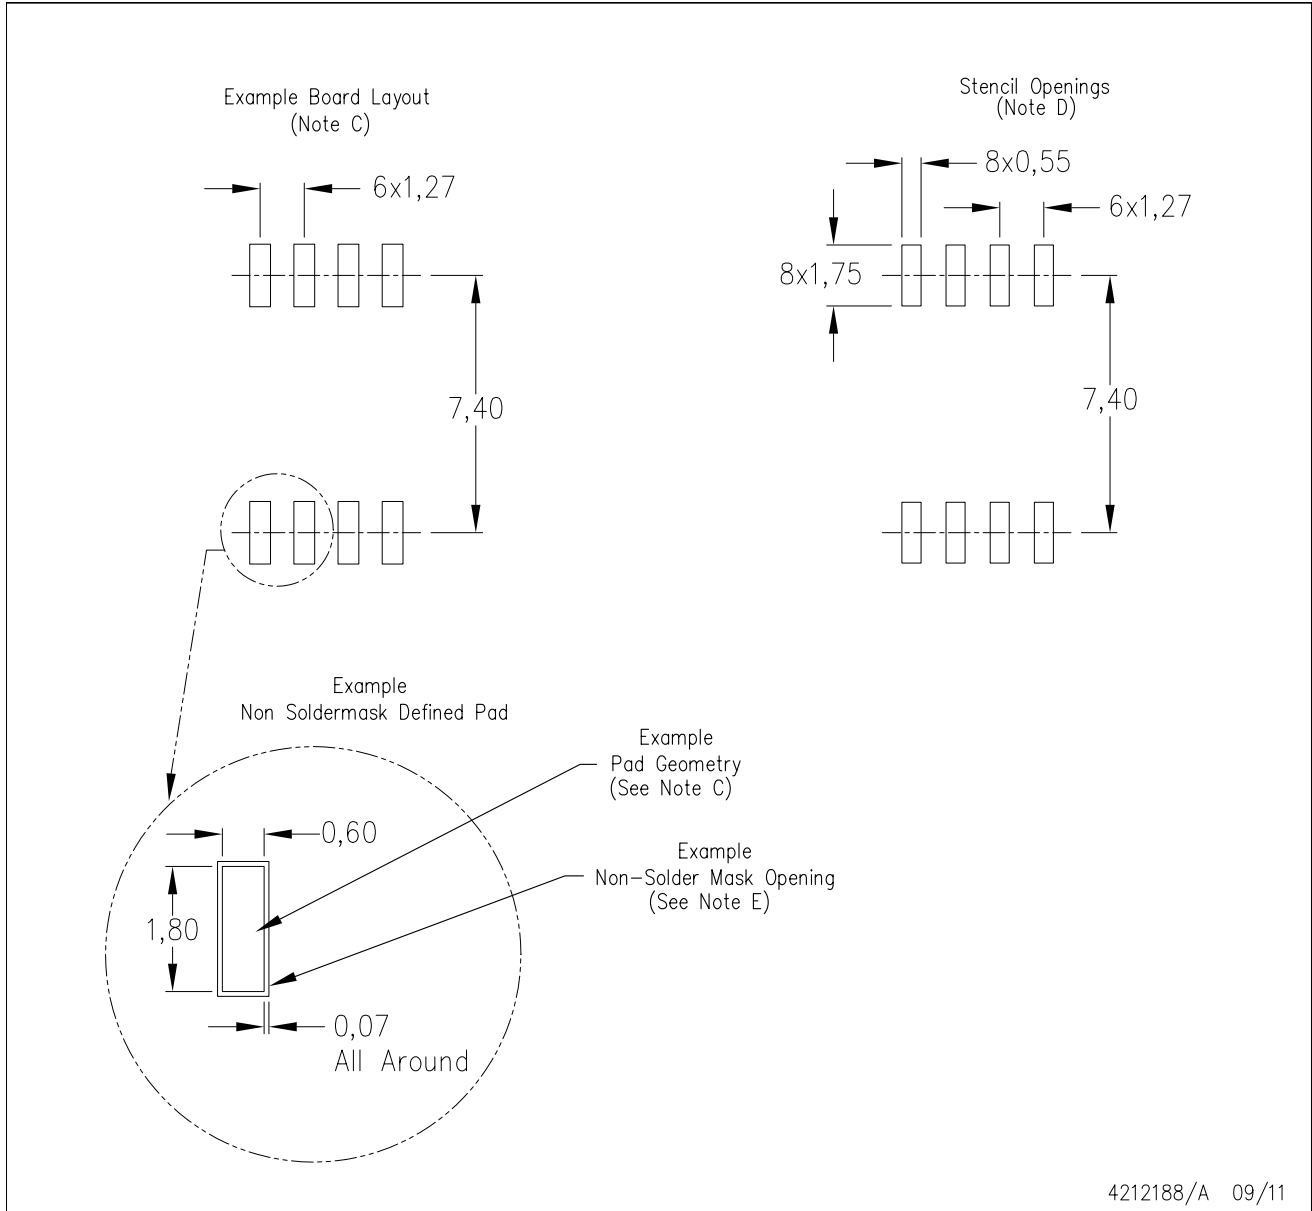 Example Board Layout
(Note C)
6x1,27
7,40
Stencil Openings
(Note D)
8x0,55
6x1,27
8x1,75
7,40
Example
Non Soldermask Defined Pad
Example
Pad Geometry
(See Note C)
0,60
Example
Non-Solder Mask Opening
(See Note E)
1,80
0,07
All Around
4212188/A 09/11